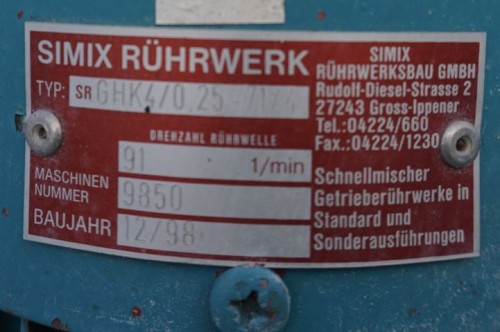 SIMIX RÜHRWERK
TYP: SR GHK4/0,25-71/4
DREHZAHL RÜHRWELLE
91 1/min
MASCHINEN NUMMER 9850
BAUJAHR 12/98
SIMIX
RÜHRWERKSBAU GMBH
Rudolf-Diesel-Strasse 2
27243 Gross-Ippener
Tel.:04224/660
Fax.:04224/1230
Schnellmischer
Getrieberührwerke in
Standard und
Sonderausführungen